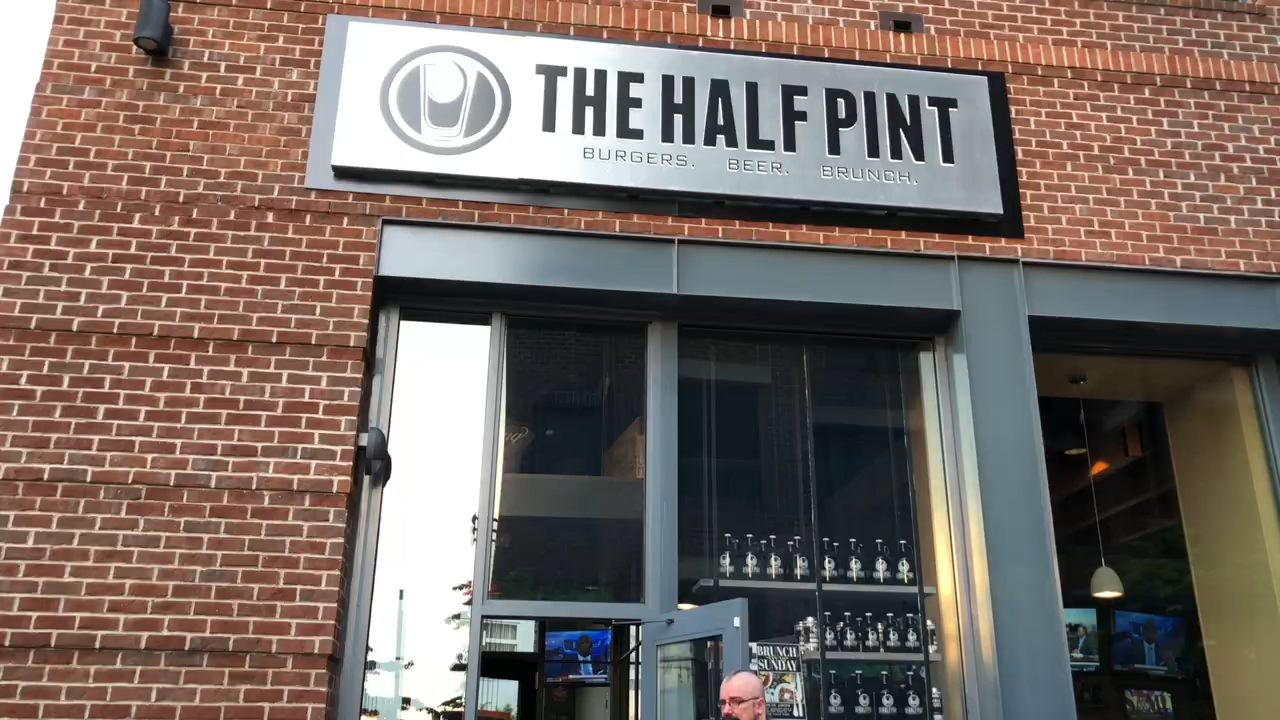 THE HALF PINT
BURGERS. BEER. BRUNCH.
BRUNCH
SUNDAY